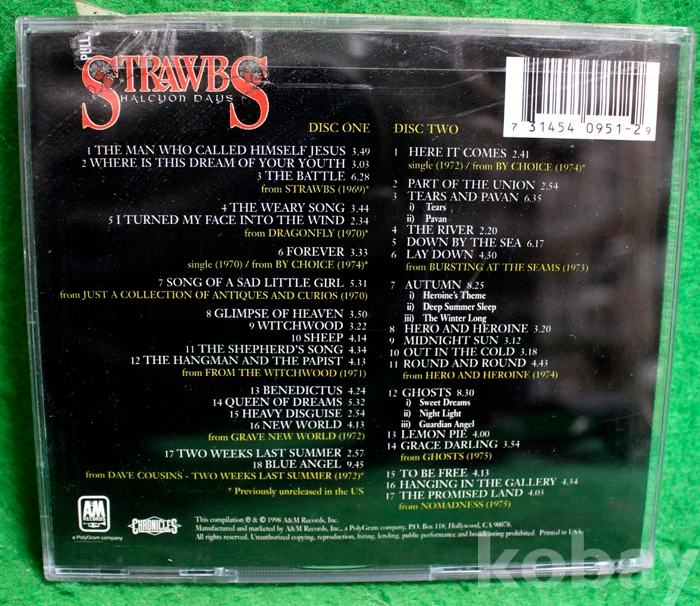 PULL
STRAWBS
HALCYON DAYS
DISC ONE
1 THE MAN WHO CALLED HIMSELF JESUS 3.49
2 WHERE IS THIS DREAM OF YOUR YOUTH 3.03
3 THE BATTLE 6.28
from STRAWBS (1969)*
4 THE WEARY SONG 3.44
5 I TURNED MY FACE INTO THE WIND 2.34
from DRAGONFLY (1970)*
6 FOREVER 3.33
single (1970) / from BY CHOICE (1974)*
7 SONG OF A SAD LITTLE GIRL 5.31
from JUST A COLLECTION OF ANTIQUES AND CURIOS (1970)
8 GLIMPSE OF HEAVEN 3.50
9 WITCHWOOD 3.22
10 SHEEP 4.14
11 THE SHEPHERD'S SONG 4.34
12 THE HANGMAN AND THE PAPIST 4.13
from FROM THE WITCHWOOD (1971)
13 BENEDICTUS 4.24
14 QUEEN OF DREAMS 5.32
15 HEAVY DISGUISE 2.54
16 NEW WORLD 4.13
from GRAVE NEW WORLD (1972)
17 TWO WEEKS LAST SUMMER 2.57
18 BLUE ANGEL 9.45
from DAVE COUSINS - TWO WEEKS LAST SUMMER (1972)*
* Previously unreleased in the US
DISC TWO
1 HERE IT COMES 2.41
single (1972) / from BY CHOICE (1974)*
2 PART OF THE UNION 2.54
3 TEARS AND PAVAN 6.35
i) Tears
ii) Pavan
4 THE RIVER 2.20
5 DOWN BY THE SEA 6.17
6 LAY DOWN 4.30
from BURSTING AT THE SEAMS (1973)
7 AUTUMN 8.25
i) Heroine's Theme
ii) Deep Summer Sleep
iii) The Winter Long
8 HERO AND HEROINE 3.20
9 MIDNIGHT SUN 3.12
10 OUT IN THE COLD 3.18
11 ROUND AND ROUND 4.43
from HERO AND HEROINE (1974)
12 GHOSTS 8.30
i) Sweet Dreams
ii) Night Light
iii) Guardian Angel
13 LEMON PIE 4.00
14 GRACE DARLING 3.54
from GHOSTS (1975)
15 TO BE FREE 4.13
16 HANGING IN THE GALLERY 4.34
17 THE PROMISED LAND 4.03
from NOMADNESS (1975)
7 31454 0951-2 9
A&M
RECORDS
a PolyGram company
CHRONICLES
This compilation ℗ & © 1998 A&M Records, Inc.
Manufactured and marketed by A&M Records, Inc., a PolyGram company, P.O. Box 118, Hollywood, CA 90078.
All rights reserved. Unauthorized copying, reproduction, hiring, lending, public performance and broadcasting prohibited. Printed in USA.
kobay